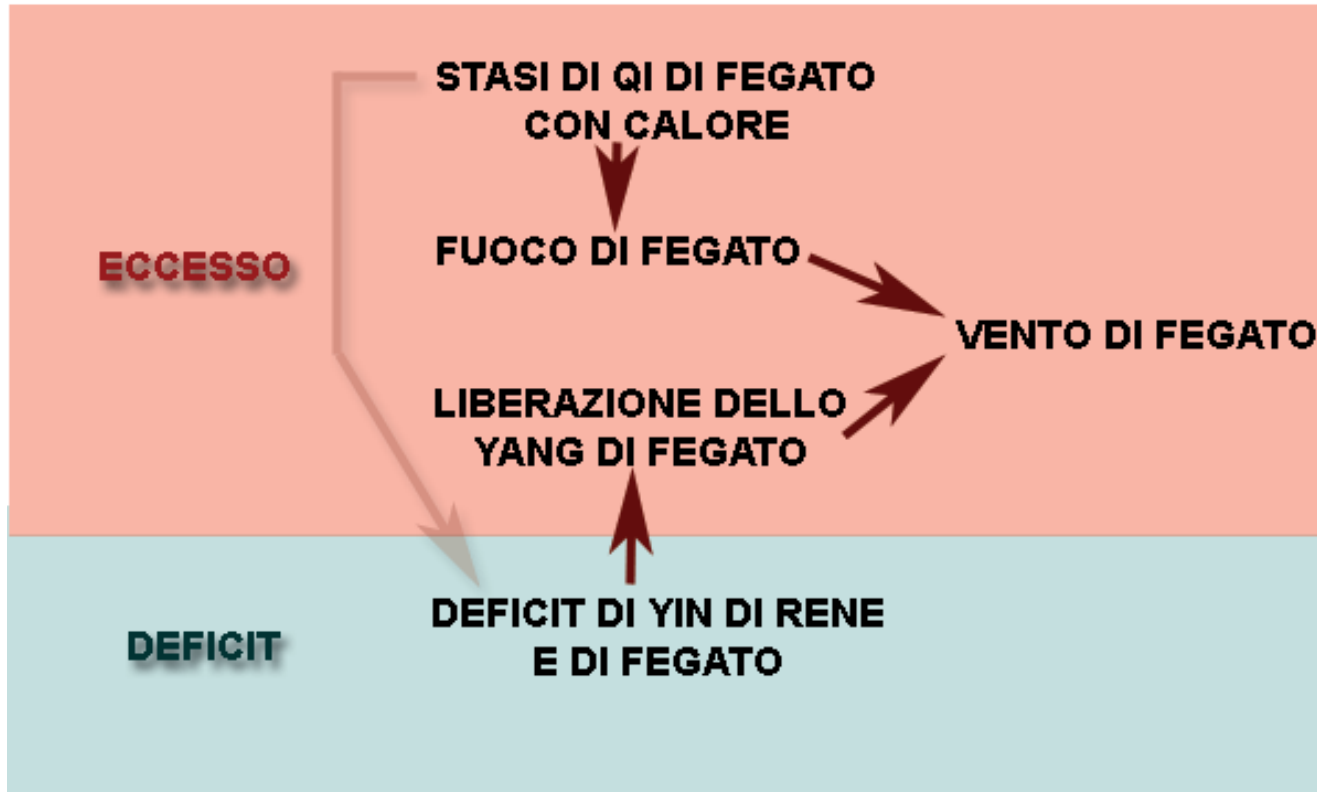 STASI DI QI DI FEGATO
CON CALORE
ECCESSO
FUOCO DI FEGATO
VENTO DI FEGATO
LIBERAZIONE DELLO
YANG DI FEGATO
DEFICIT
DEFICIT DI YIN DI RENE
E DI FEGATO